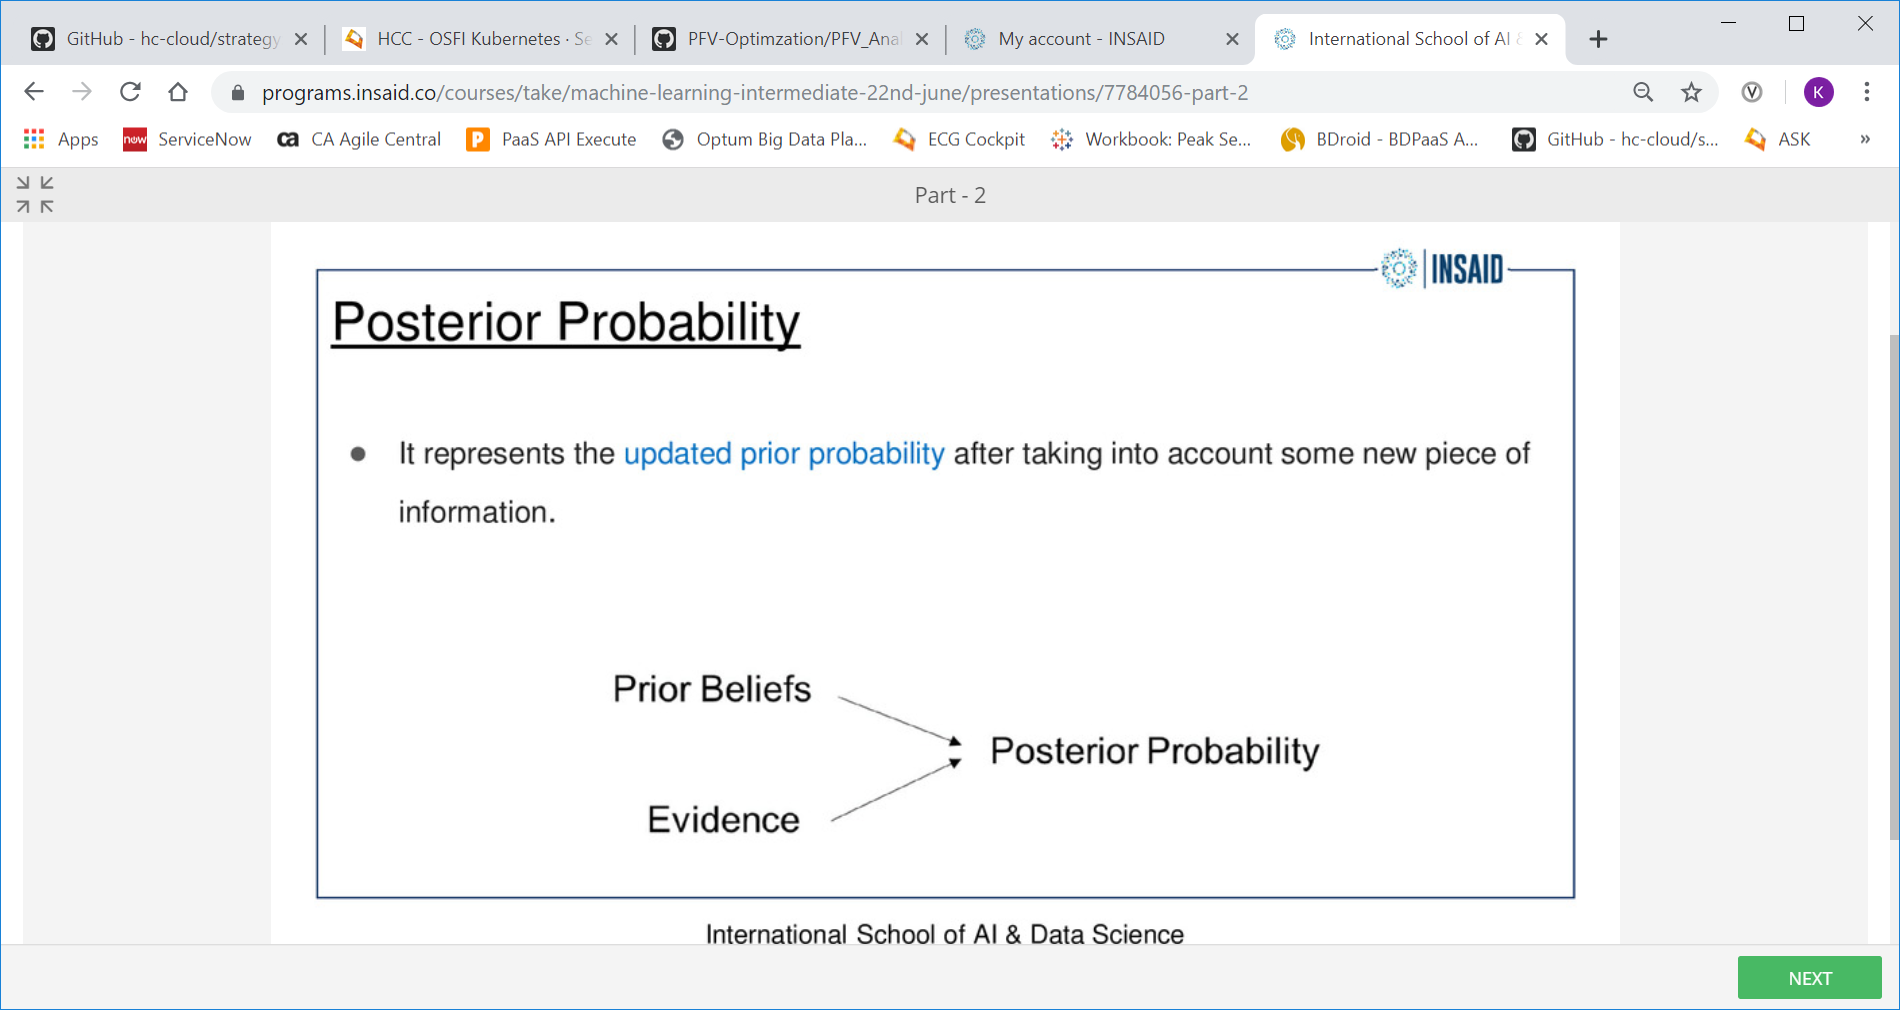 GitHub - hc-cloud/strategy
HCC - OSFI Kubernetes · Se
PFV-Optimzation/PFV_Anal
My account - INSAID
International School of AI &
programs.insaid.co/courses/take/machine-learning-intermediate-22nd-june/presentations/7784056-part-2
K
Apps
now ServiceNow
ca CA Agile Central
P PaaS API Execute
Optum Big Data Pla...
ECG Cockpit
Workbook: Peak Se...
BDroid - BDPaaS A...
GitHub - hc-cloud/s...
ASK
»
Part - 2
INSAID
Posterior Probability
It represents the updated prior probability after taking into account some new piece of
information.
Prior Beliefs
Posterior Probability
Evidence
International School of AI & Data Science
NEXT